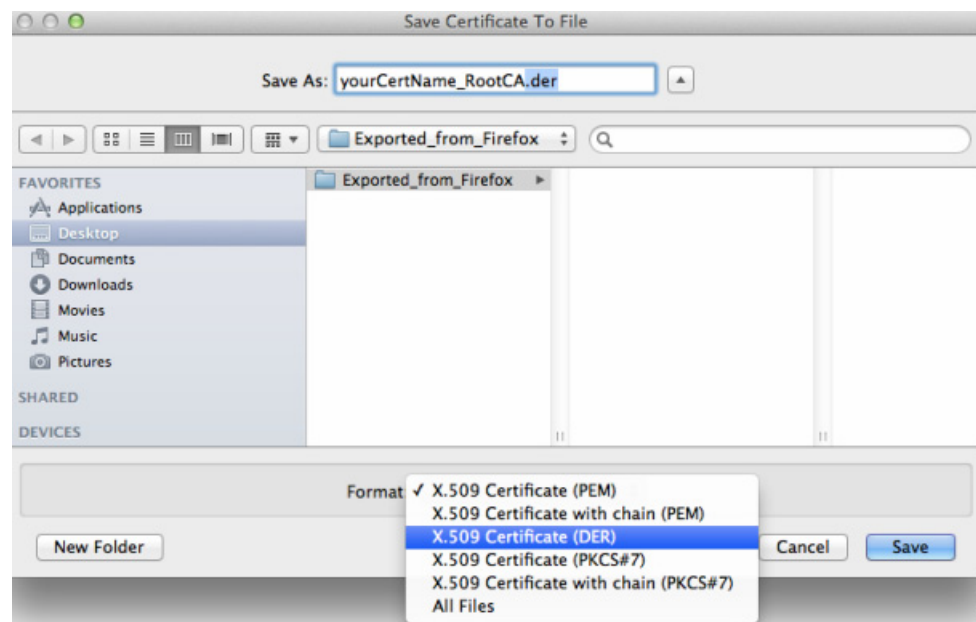 Save Certificate To File
Save As: yourCertName_RootCA.der
Exported_from_Firefox
FAVORITES
Exported_from_Firefox
Applications
Desktop
Documents
Downloads
Movies
Music
Pictures
SHARED
DEVICES
Format
✓ X.509 Certificate (PEM)
X.509 Certificate with chain (PEM)
X.509 Certificate (DER)
X.509 Certificate (PKCS#7)
X.509 Certificate with chain (PKCS#7)
All Files
New Folder
Cancel
Save